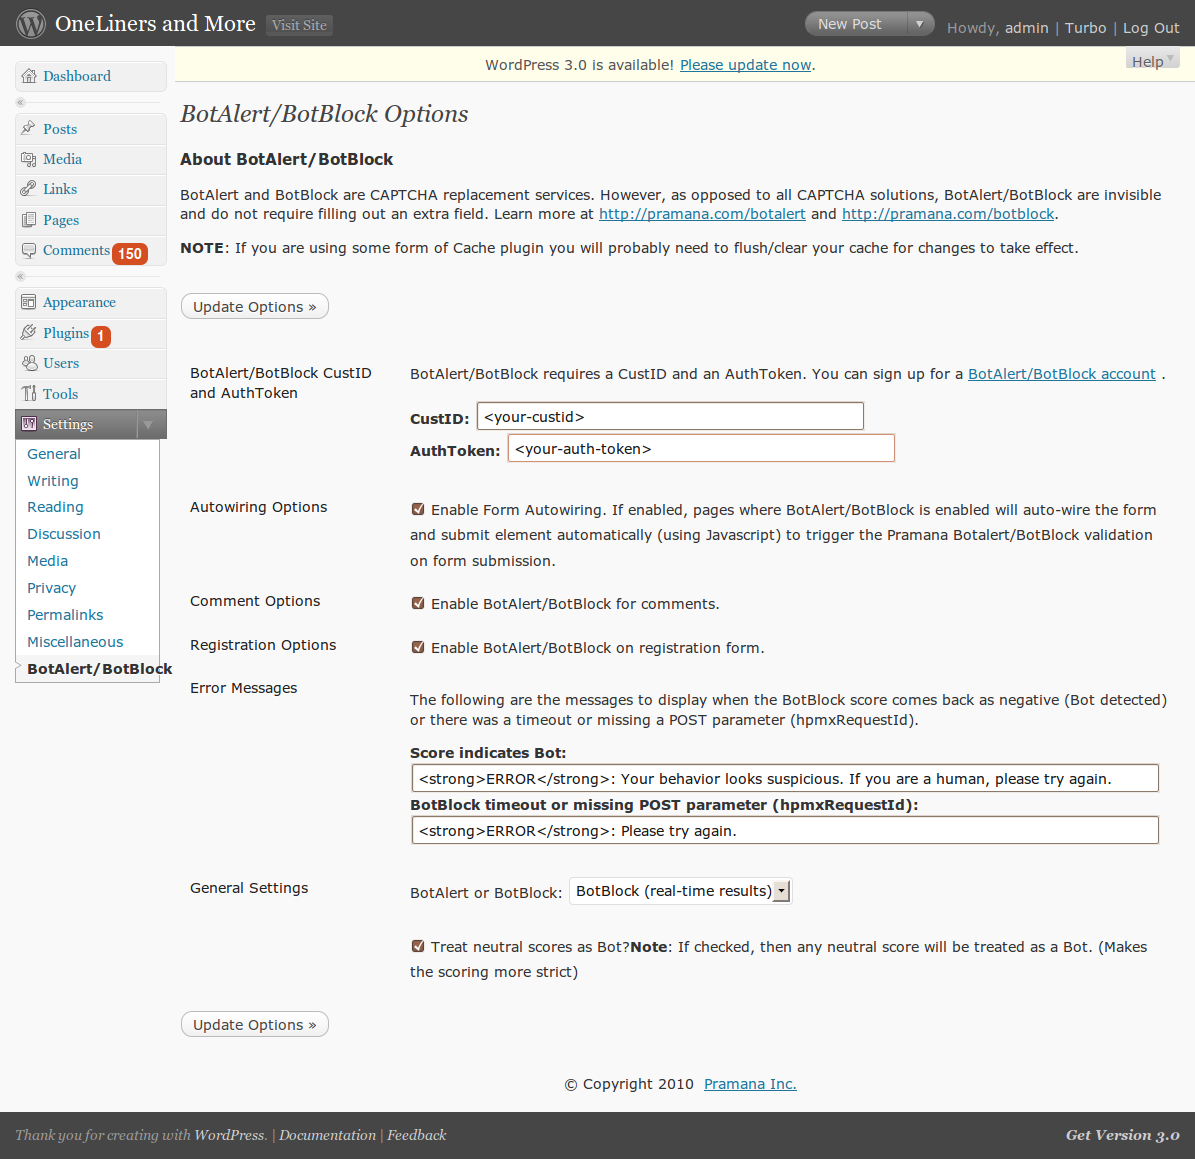 OneLiners and More Visit Site New Post Howdy, admin | Turbo | Log Out
WordPress 3.0 is available! Please update now. Help
Dashboard
Posts
Media
Links
Pages
Comments 150
Appearance
Plugins 1
Users
Tools
Settings
General
Writing
Reading
Discussion
Media
Privacy
Permalinks
Miscellaneous
BotAlert/BotBlock
BotAlert/BotBlock Options
About BotAlert/BotBlock
BotAlert and BotBlock are CAPTCHA replacement services. However, as opposed to all CAPTCHA solutions, BotAlert/BotBlock are invisible
and do not require filling out an extra field. Learn more at http://pramana.com/botalert and http://pramana.com/botblock.
NOTE: If you are using some form of Cache plugin you will probably need to flush/clear your cache for changes to take effect.
Update Options »
BotAlert/BotBlock CustID
and AuthToken
BotAlert/BotBlock requires a CustID and an AuthToken. You can sign up for a BotAlert/BotBlock account .
CustID: <your-custid>
AuthToken: <your-auth-token>
Autowiring Options
Enable Form Autowiring. If enabled, pages where BotAlert/BotBlock is enabled will auto-wire the form
and submit element automatically (using Javascript) to trigger the Pramana Botalert/BotBlock validation
on form submission.
Comment Options
Enable BotAlert/BotBlock for comments.
Registration Options
Enable BotAlert/BotBlock on registration form.
Error Messages
The following are the messages to display when the BotBlock score comes back as negative (Bot detected)
or there was a timeout or missing a POST parameter (hpmxRequestId).
Score indicates Bot:
<strong>ERROR</strong>: Your behavior looks suspicious. If you are a human, please try again.
BotBlock timeout or missing POST parameter (hpmxRequestId):
<strong>ERROR</strong>: Please try again.
General Settings
BotAlert or BotBlock: BotBlock (real-time results)
Treat neutral scores as Bot?Note: If checked, then any neutral score will be treated as a Bot. (Makes
the scoring more strict)
Update Options »
© Copyright 2010 Pramana Inc.
Thank you for creating with WordPress. | Documentation | Feedback Get Version 3.0